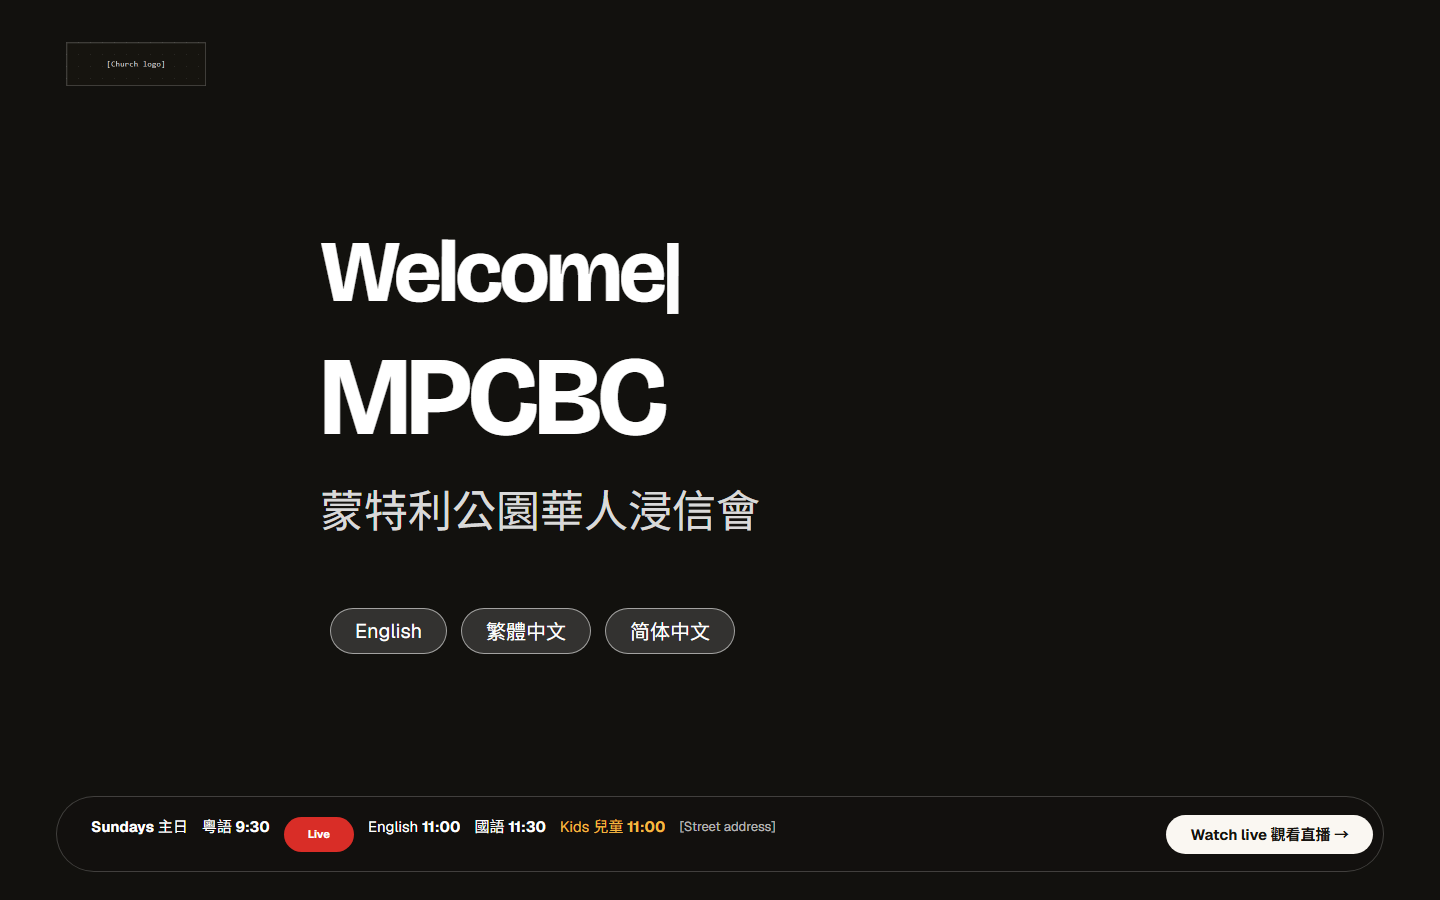 [Church logo]
Welcome|
MPCBC
蒙特利公園華人浸信會
English 繁體中文 简体中文
Sundays 主日 粵語 9:30 Live English 11:00 國語 11:30 Kids 兒童 11:00 [Street address] Watch live 觀看直播 →